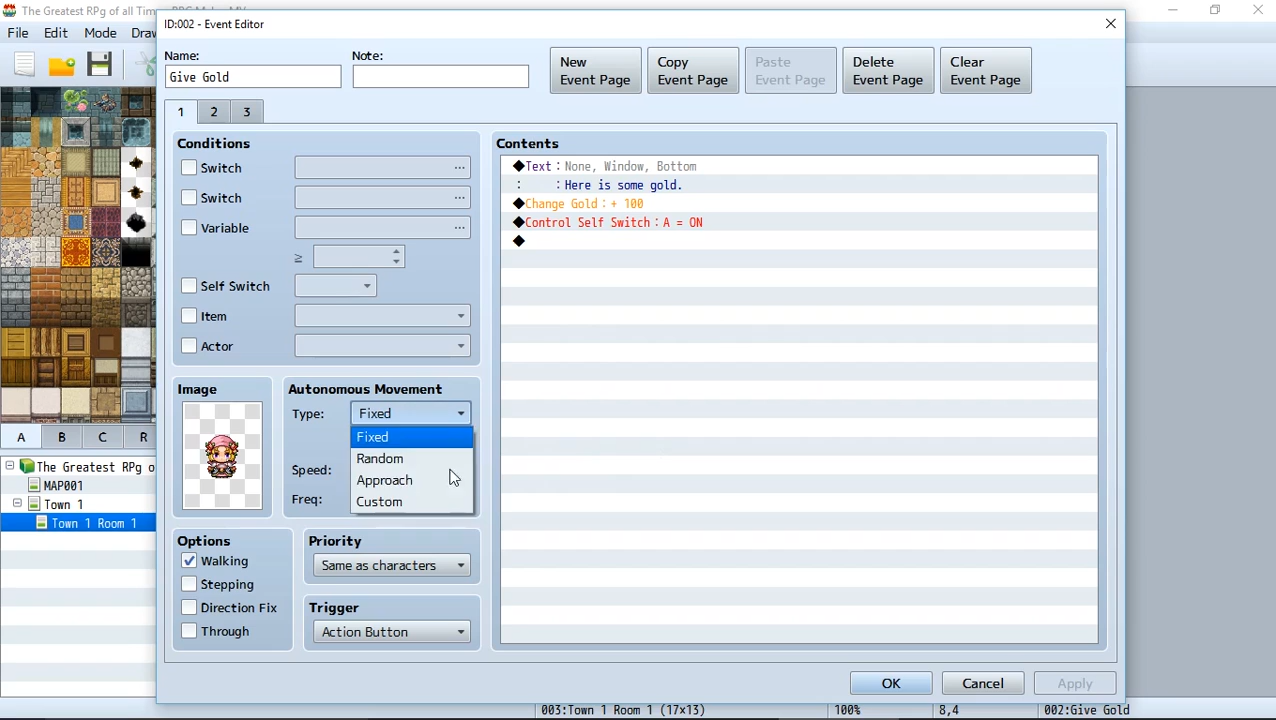 The Greatest RPg of all Tim
File Edit Mode Draw
ID:002 - Event Editor
Name:
Give Gold
Note:
New
Event Page
Copy
Event Page
Paste
Event Page
Delete
Event Page
Clear
Event Page
1 2 3
Conditions
Switch ...
Switch ...
Variable ...
≥
Self Switch
Item
Actor
Image
Autonomous Movement
Type: Fixed
Fixed
Random
Approach
Custom
Speed:
Freq:
Options
Walking
Stepping
Direction Fix
Through
Priority
Same as characters
Trigger
Action Button
Contents
◆Text : None, Window, Bottom
: : Here is some gold.
◆Change Gold : + 100
◆Control Self Switch : A = ON
◆
OK Cancel Apply
A B C R
The Greatest RPg o
MAP001
Town 1
Town 1 Room 1
003:Town 1 Room 1 (17x13) 100% 8,4 002:Give Gold